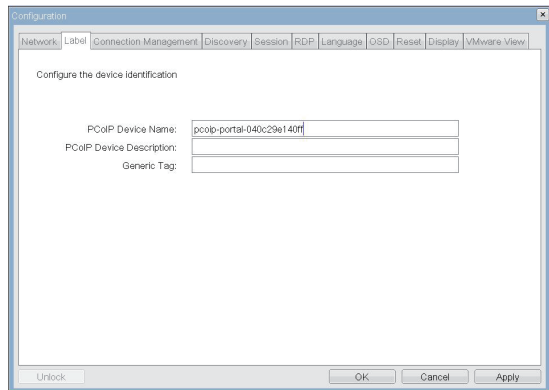 Configuration
Network Label Connection Management Discovery Session RDP Language OSD Reset Display VMware View
Configure the device identification
PCoIP Device Name: pcoip-portal-040c29e140ff
PCoIP Device Description:
Generic Tag:
Unlock OK Cancel Apply